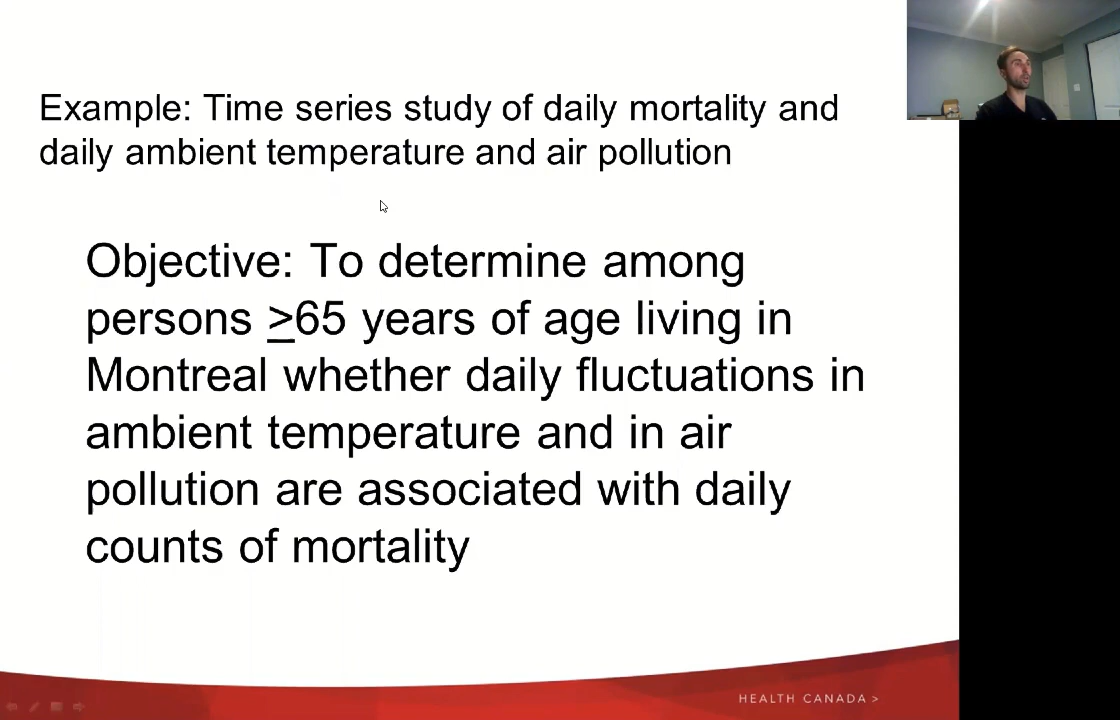 Example: Time series study of daily mortality and
daily ambient temperature and air pollution
Objective: To determine among
persons >65 years of age living in
Montreal whether daily fluctuations in
ambient temperature and in air
pollution are associated with daily
counts of mortality
HEALTH CANADA >